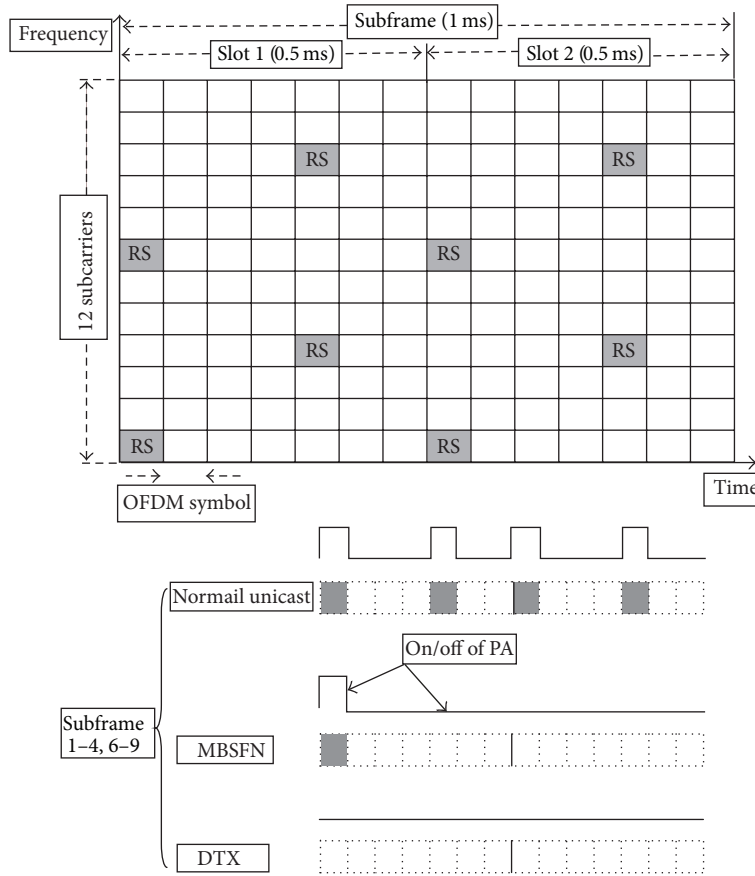 Subframe (1 ms)
Frequency
Slot 1 (0.5 ms)
Slot 2 (0.5 ms)
RS
RS
12 subcarriers
RS
RS
RS
RS
RS
RS
Time
OFDM symbol
Normail unicast
On/off of PA
Subframe
1–4, 6–9
MBSFN
DTX